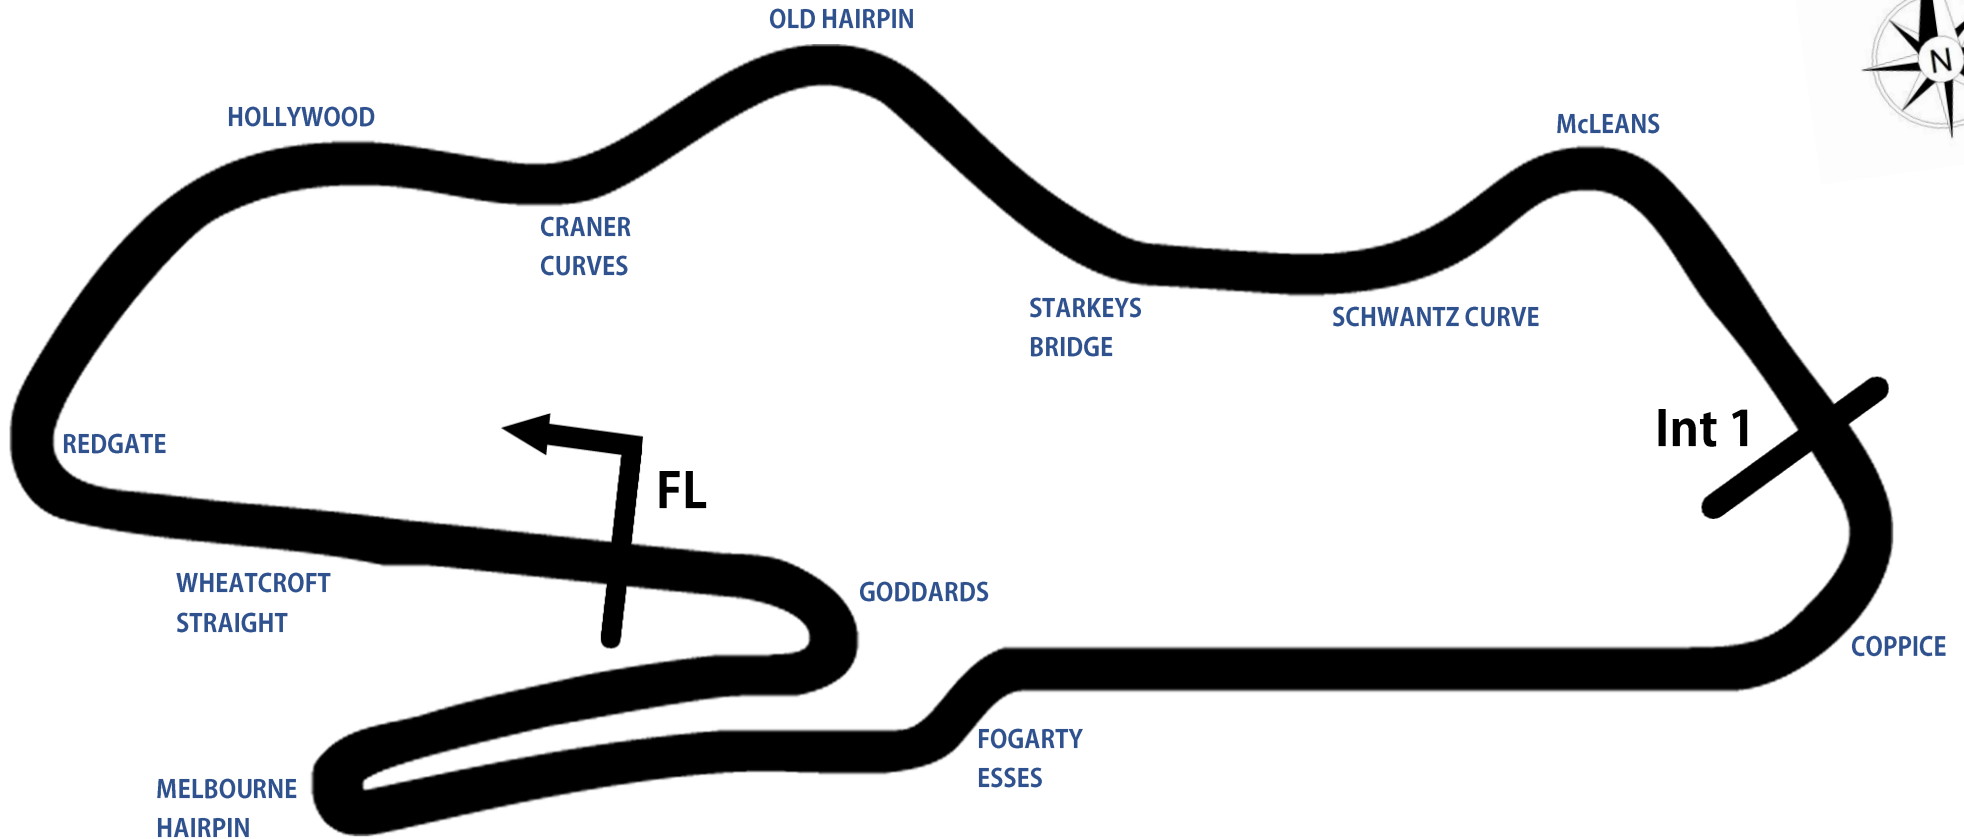 OLD HAIRPIN
N
HOLLYWOOD
McLEANS
CRANER
CURVES
STARKEYS
BRIDGE
SCHWANTZ CURVE
Int 1
REDGATE
FL
WHEATCROFT
STRAIGHT
GODDARDS
COPPICE
FOGARTY
ESSES
MELBOURNE
HAIRPIN